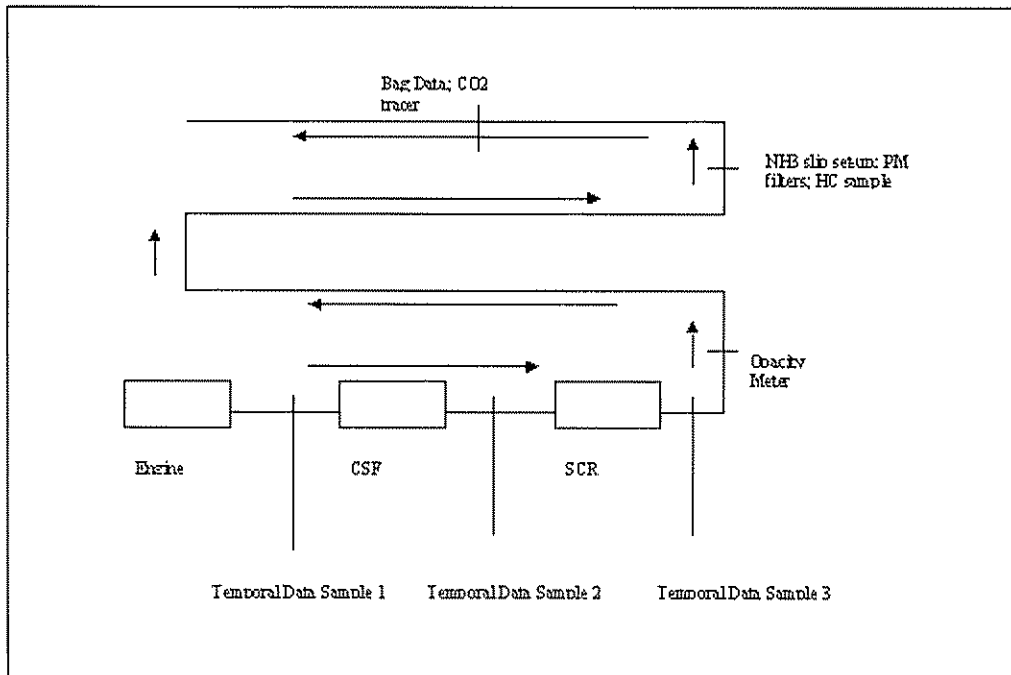 Bag Data; CO2
tracer
NH3 slip setup; PM
filters; HC sample
Opacity
Meter
Engine
CSF
SCR
Temporal Data Sample 1
Temporal Data Sample 2
Temporal Data Sample 3